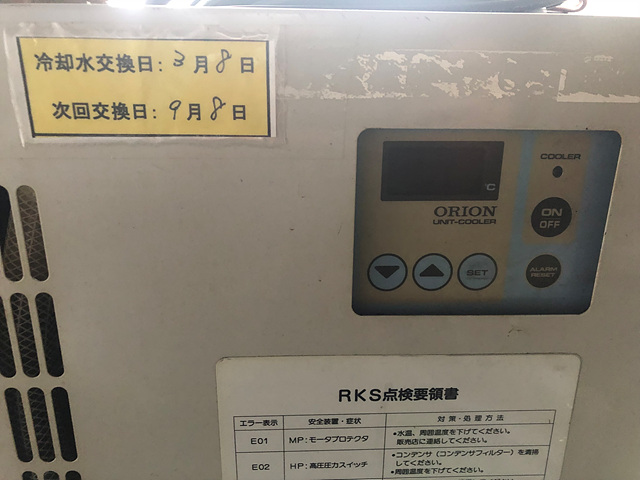 冷却水交換日: 3月8日
次回交換日: 9月8日
°C
COOLER
ORION
UNIT-COOLER
ON
OFF
SET
ALARM
RESET
RKS点検要領書
エラー表示 安全装置・症状 対策・処理方法
E01 MP:モータプロテクタ •水温、周囲温度を下げてください。
販売店に連絡してください。
E02 HP:高圧圧力スイッチ •コンデンサ(コンデンサフィルター)を清掃
してください。
•周囲温度を下げてください。